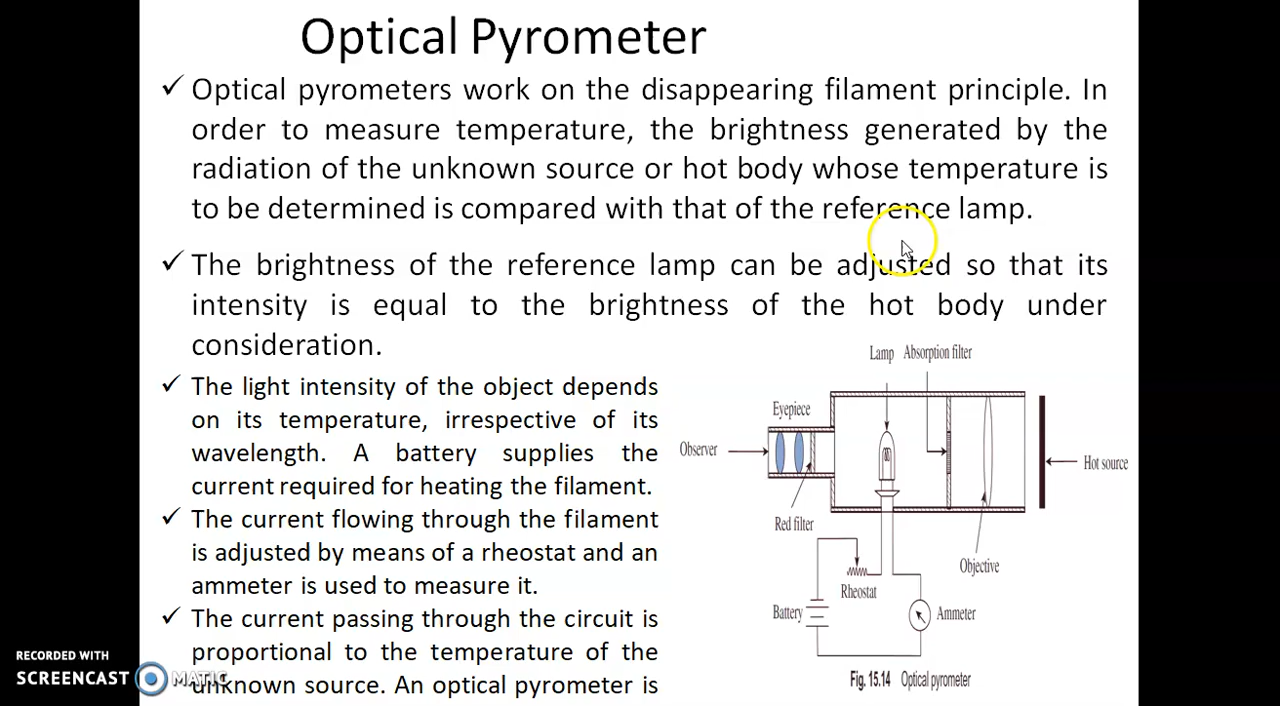 Optical Pyrometer
✓ Optical pyrometers work on the disappearing filament principle. In
order to measure temperature, the brightness generated by the
radiation of the unknown source or hot body whose temperature is
to be determined is compared with that of the reference lamp.
✓ The brightness of the reference lamp can be adjusted so that its
intensity is equal to the brightness of the hot body under
consideration.
✓ The light intensity of the object depends
on its temperature, irrespective of its
wavelength. A battery supplies the
current required for heating the filament.
✓ The current flowing through the filament
is adjusted by means of a rheostat and an
ammeter is used to measure it.
✓ The current passing through the circuit is
proportional to the temperature of the
unknown source. An optical pyrometer is
Lamp Absorption filter
Eyepiece
Observer
Hot source
Red filter
Objective
Rheostat
Battery
Ammeter
Fig. 15.14 Optical pyrometer
RECORDED WITH
SCREENCAST MATIC